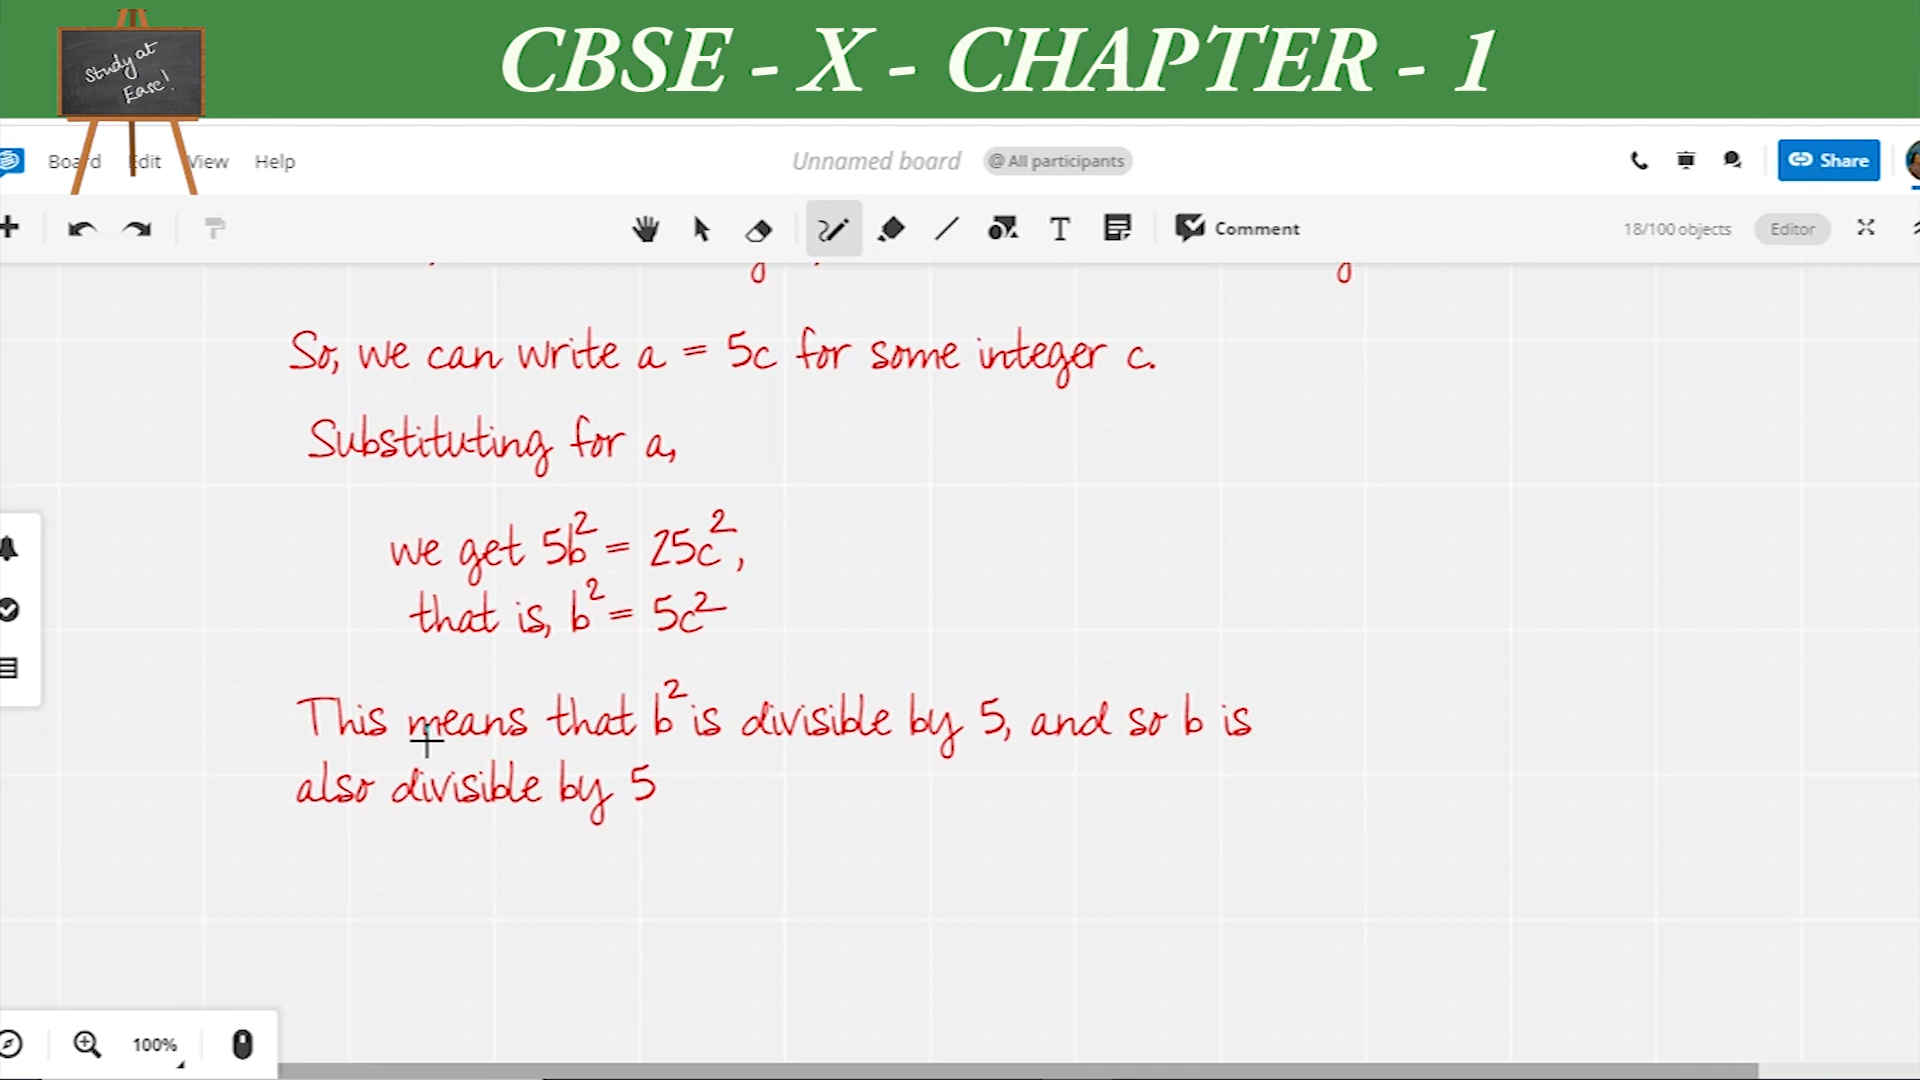 CBSE - X - CHAPTER - 1
Study at
Ease!
Board Edit View Help
Unnamed board
@ All participants
Share
Comment
18/100 objects
Editor
So, we can write a = 5c for some integer c.
Substituting for a,
we get 5b² = 25c²,
that is, b² = 5c²
This means that b² is divisible by 5, and so b is
also divisible by 5
100%